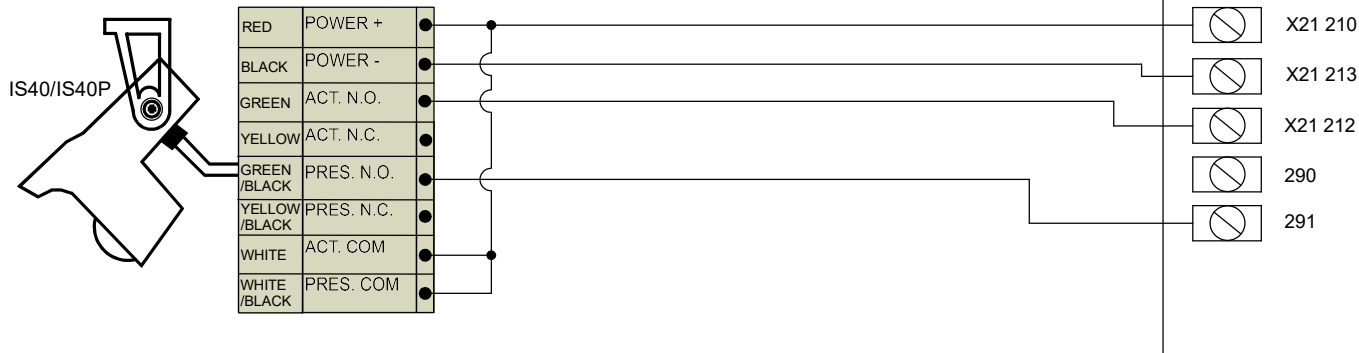 IS40/IS40P
RED POWER +
BLACK POWER -
GREEN ACT. N.O.
YELLOW ACT. N.C.
GREEN
/BLACK PRES. N.O.
YELLOW
/BLACK PRES. N.C.
WHITE ACT. COM
WHITE
/BLACK PRES. COM
X21 210
X21 213
X21 212
290
291